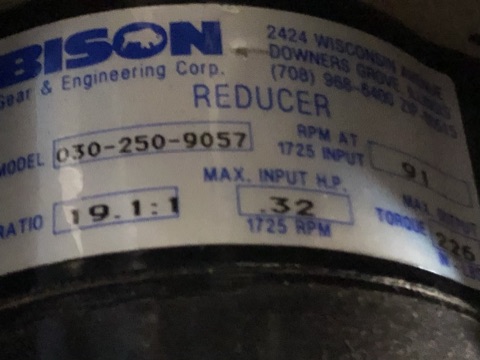 BISON
Gear & Engineering Corp.
2424 WISCONSIN AVENUE
DOWNERS GROVE,
(708) 968-6400
REDUCER
MODEL 030-250-9057
RPM AT
1725 INPUT 91
RATIO 19.1:1
MAX. INPUT H.P.
.32
1725 RPM
MAX.
TORQUE 226